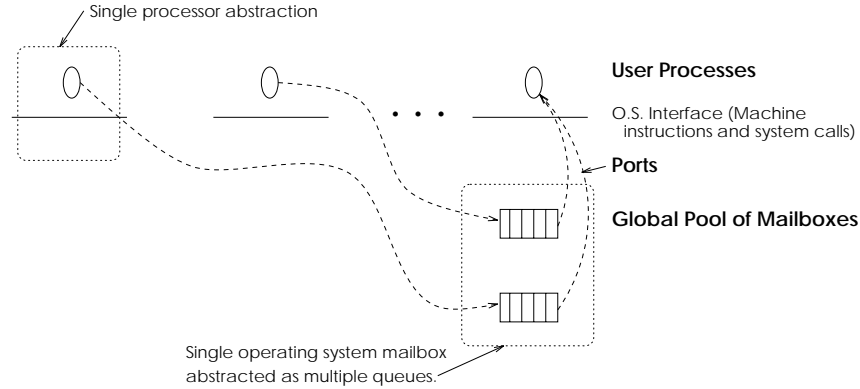 Single processor abstraction
User Processes
O.S. Interface (Machine
instructions and system calls)
Ports
Global Pool of Mailboxes
Single operating system mailbox
abstracted as multiple queues.